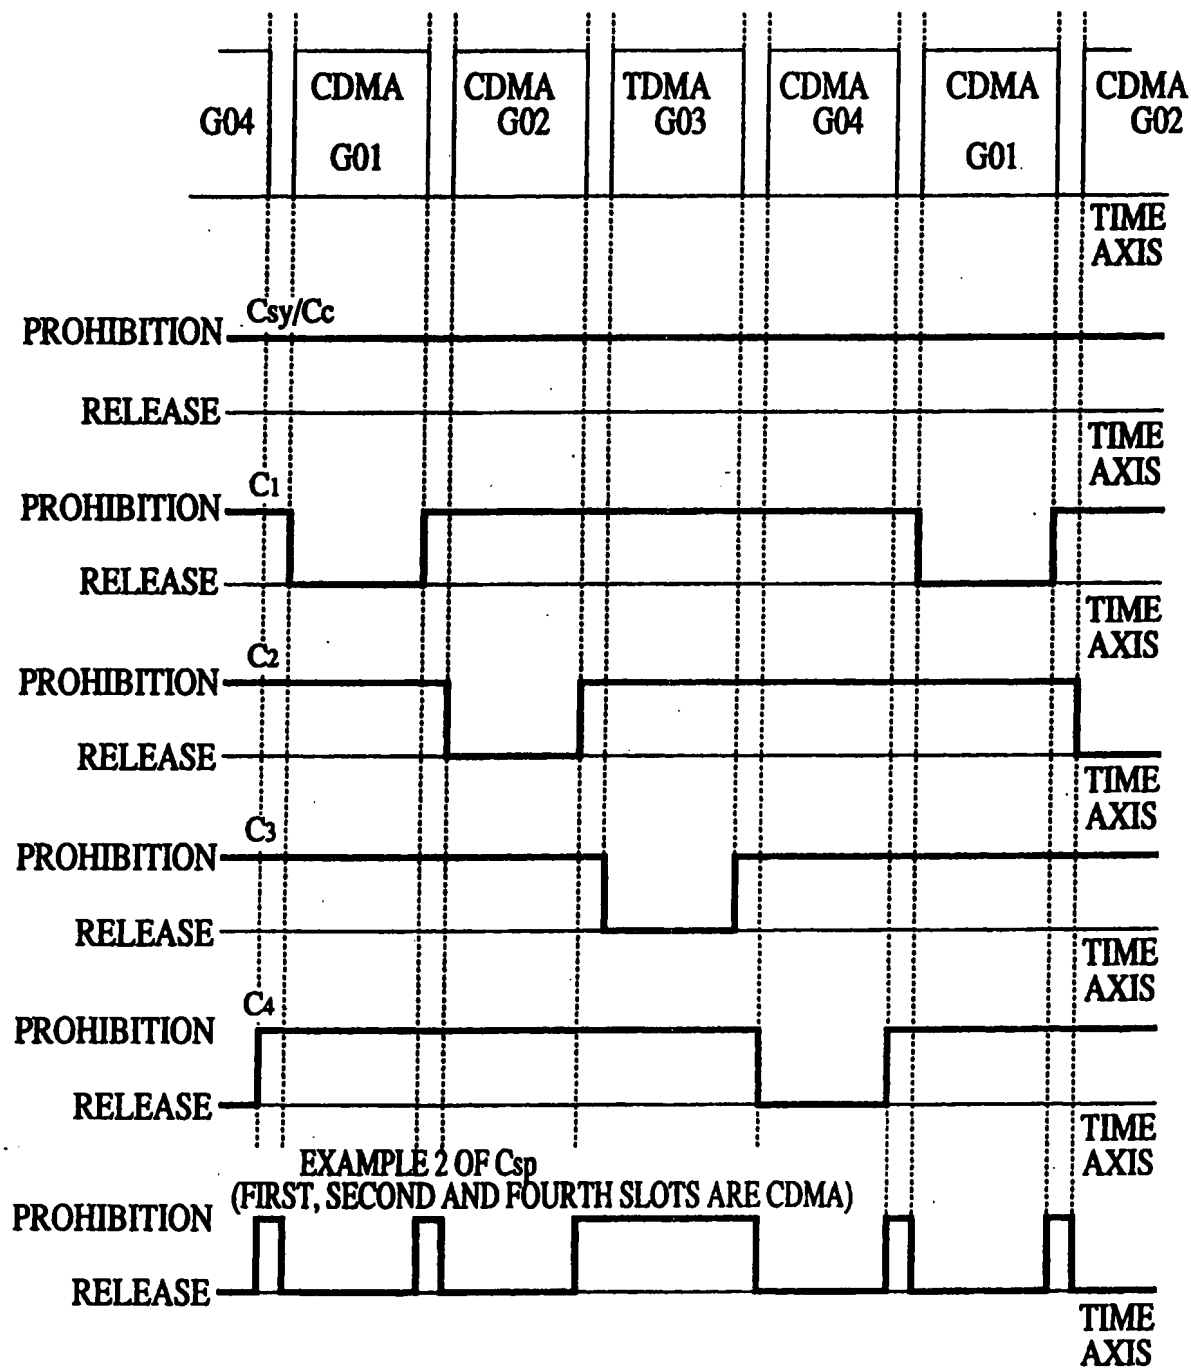 CDMA CDMA TDMA CDMA CDMA CDMA
G04 G02 G03 G04 G02
G01 G01
TIME
AXIS
Csy/Cc
PROHIBITION
RELEASE
TIME
AXIS
C1
PROHIBITION
RELEASE
TIME
AXIS
C2
PROHIBITION
RELEASE
TIME
AXIS
C3
PROHIBITION
RELEASE
TIME
AXIS
C4
PROHIBITION
RELEASE
TIME
AXIS
EXAMPLE 2 OF Csp
(FIRST, SECOND AND FOURTH SLOTS ARE CDMA)
PROHIBITION
RELEASE
TIME
AXIS